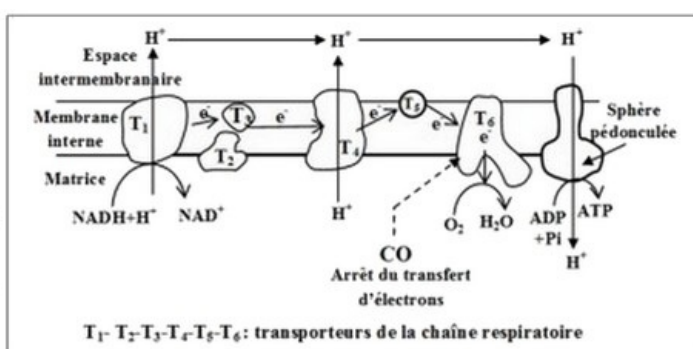 H⁺ H⁺ H⁺
Espace
intermembranaire
Membrane
interne
Matrice
T₁
e⁻
T₃
e⁻
T₂
T₄
e⁻
T₅
e⁻
T₆
e⁻
Sphère
pédonculée
NADH+H⁺ NAD⁺
H⁺
O₂ H₂O
ADP
+Pi
ATP
H⁺
CO
Arrêt du transfert
d'électrons
T₁- T₂-T₃-T₄-T₅-T₆: transporteurs de la chaîne respiratoire